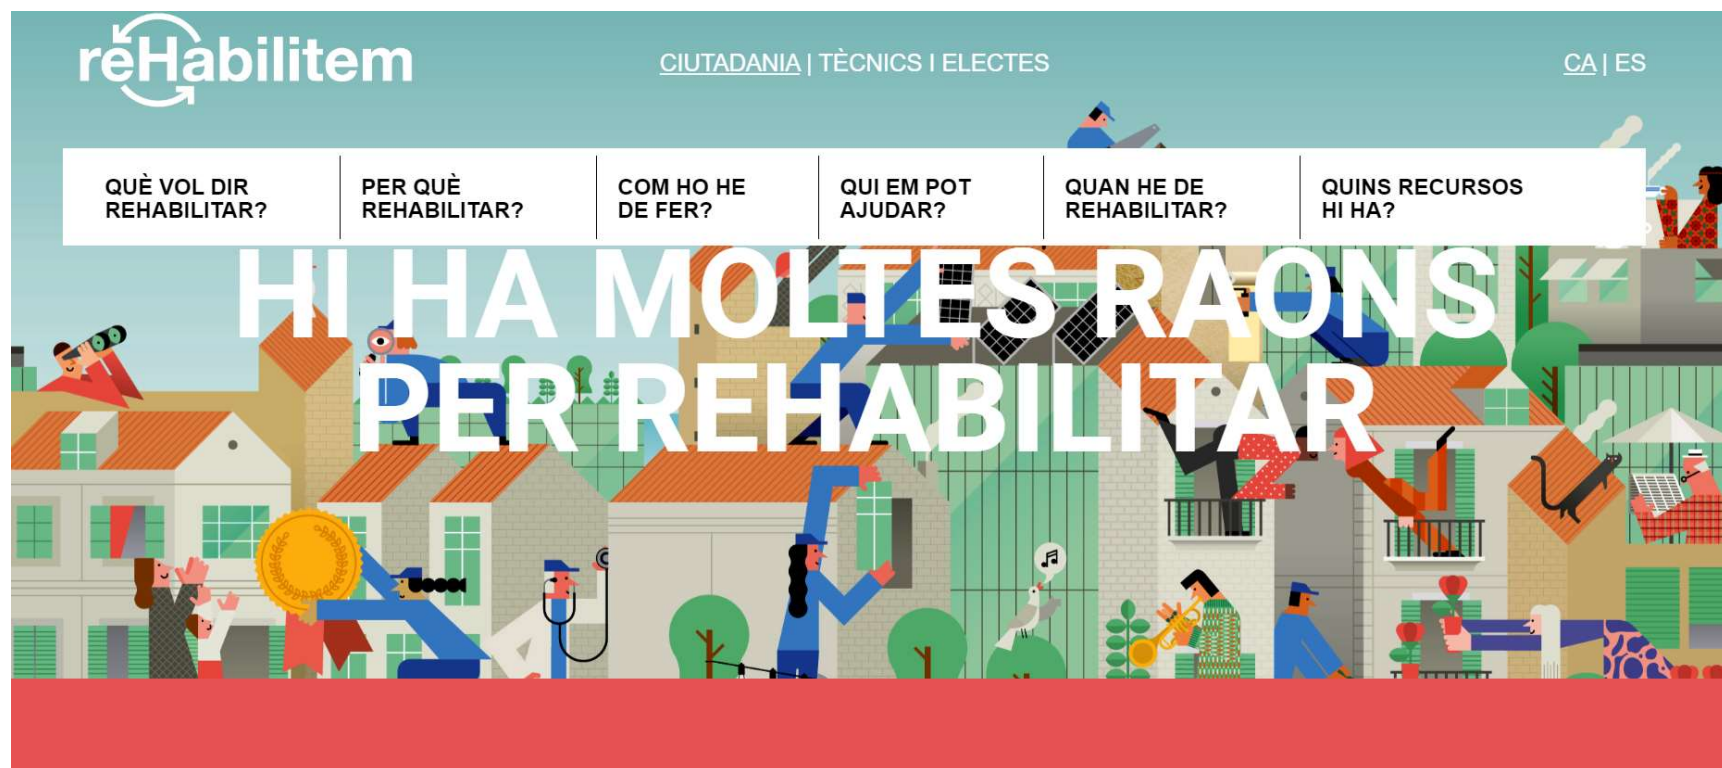 reHabilitem
CIUTADANIA | TÈCNICS I ELECTES
CA | ES
QUÈ VOL DIR
REHABILITAR?
PER QUÈ
REHABILITAR?
COM HO HE
DE FER?
QUI EM POT
AJUDAR?
QUAN HE DE
REHABILITAR?
QUINS RECURSOS
HI HA?
HI HA MOLTES RAONS
PER REHABILITAR